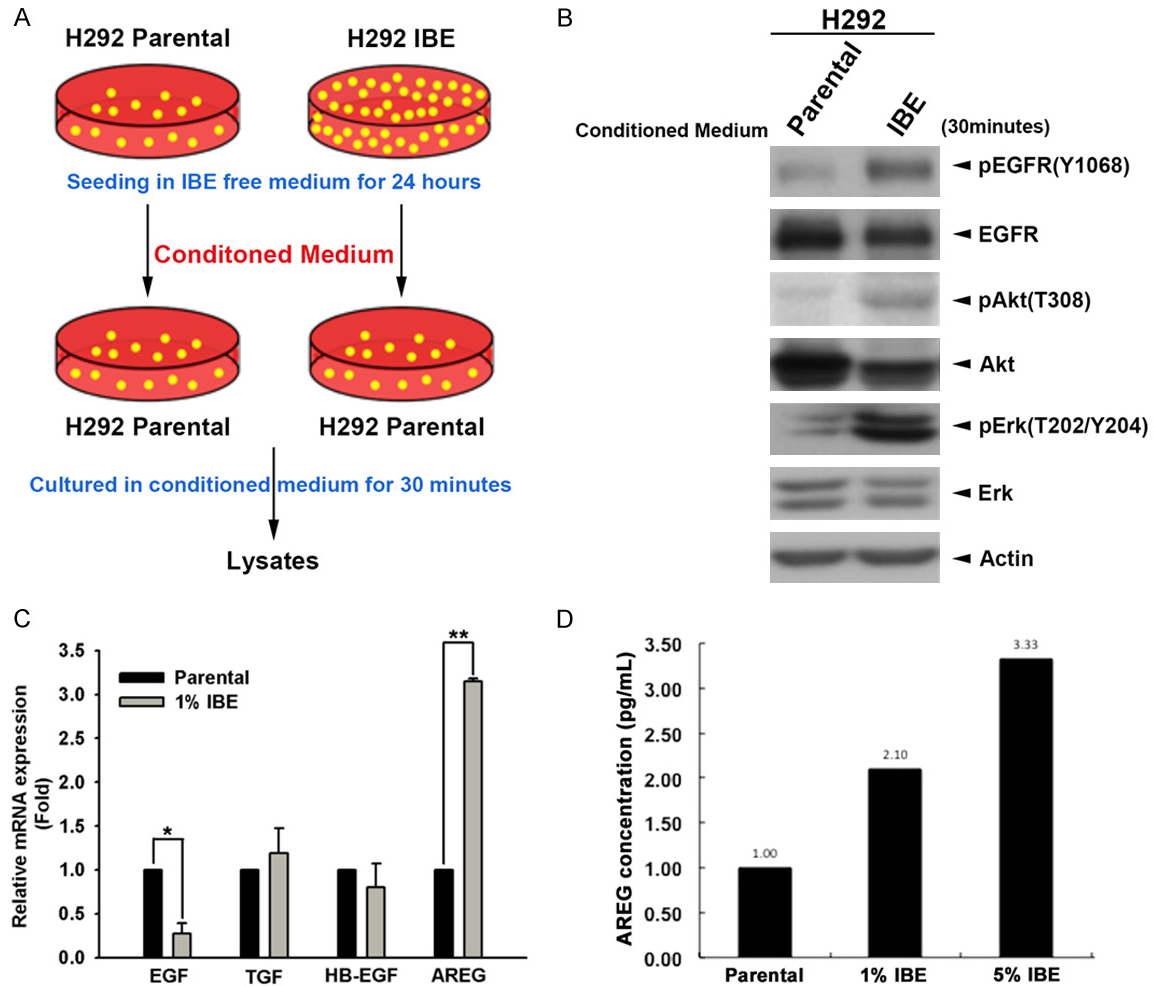 A
H292 Parental
H292 IBE
Seeding in IBE free medium for 24 hours
Conditoned Medium
H292 Parental
H292 Parental
Cultured in conditioned medium for 30 minutes
Lysates
B
H292
Parental
IBE
Conditioned Medium
(30minutes)
pEGFR(Y1068)
EGFR
pAkt(T308)
Akt
pErk(T202/Y204)
Erk
Actin
C
Relative mRNA expression
(Fold)
3.5
3.0
2.5
2.0
1.5
1.0
0.5
0.0
Parental
1% IBE
*
**
EGF
TGF
HB-EGF
AREG
D
AREG concentration (pg/mL)
3.50
3.00
2.50
2.00
1.50
1.00
0.50
0.00
1.00
2.10
3.33
Parental
1% IBE
5% IBE